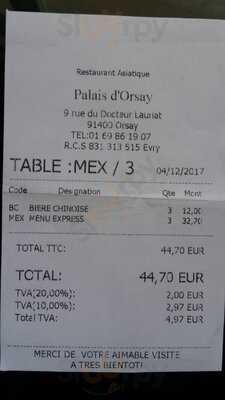 Restaurant Asiatique
Palais d'Orsay
9 rue du Docteur Lauriat
91400 Orsay
TEL:01 69 86 19 07
R.C.S 831 313 515 Evry
TABLE :MEX / 3 04/12/2017
Code Designation Qte Mont
BC BIERE CHINOISE 3 12,00
MEX MENU EXPRESS 3 32,70
TOTAL TTC: 44,70 EUR
TOTAL: 44,70 EUR
TVA(20,00%): 2,00 EUR
TVA(10,00%): 2,97 EUR
Total TVA: 4,97 EUR
MERCI DE VOTRE AIMABLE VISITE
A TRES BIENTOT!